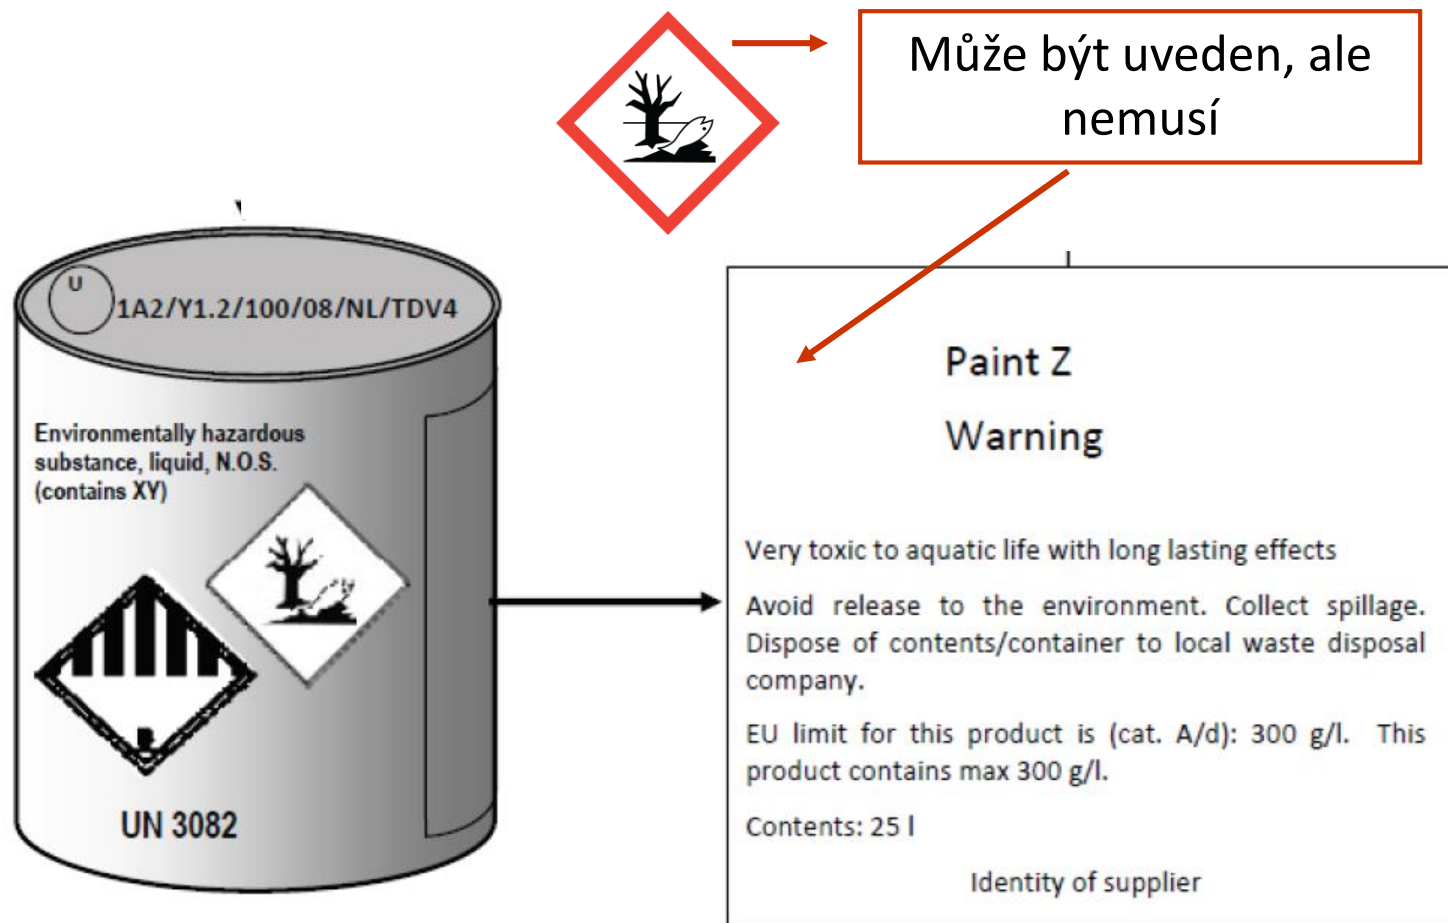 Může být uveden, ale
nemusí
U
1A2/Y1.2/100/08/NL/TDV4
Environmentally hazardous
substance, liquid, N.O.S.
(contains XY)
UN 3082
Paint Z
Warning
Very toxic to aquatic life with long lasting effects
Avoid release to the environment. Collect spillage.
Dispose of contents/container to local waste disposal
company.
EU limit for this product is (cat. A/d): 300 g/l. This
product contains max 300 g/l.
Contents: 25 l
Identity of supplier